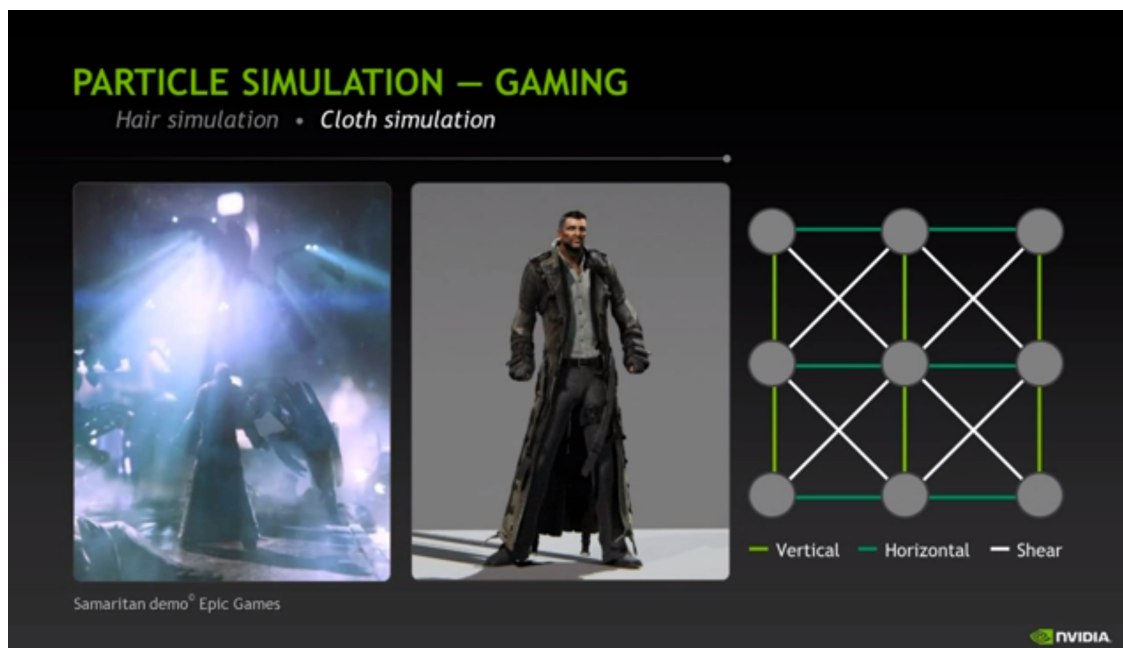 PARTICLE SIMULATION — GAMING
Hair simulation • Cloth simulation
Vertical Horizontal Shear
Samaritan demo© Epic Games
NVIDIA.